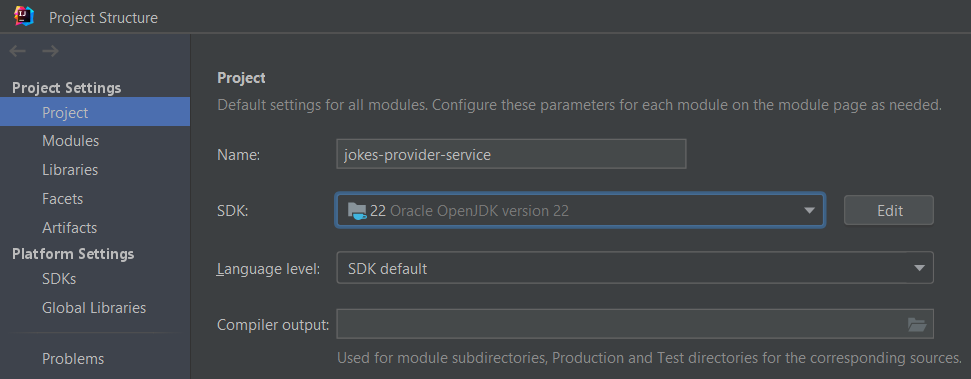 Project Structure
Project Settings
Project
Modules
Libraries
Facets
Artifacts
Platform Settings
SDKs
Global Libraries
Problems
Project
Default settings for all modules. Configure these parameters for each module on the module page as needed.
Name: jokes-provider-service
SDK: 22 Oracle OpenJDK version 22 Edit
Language level: SDK default
Compiler output:
Used for module subdirectories, Production and Test directories for the corresponding sources.